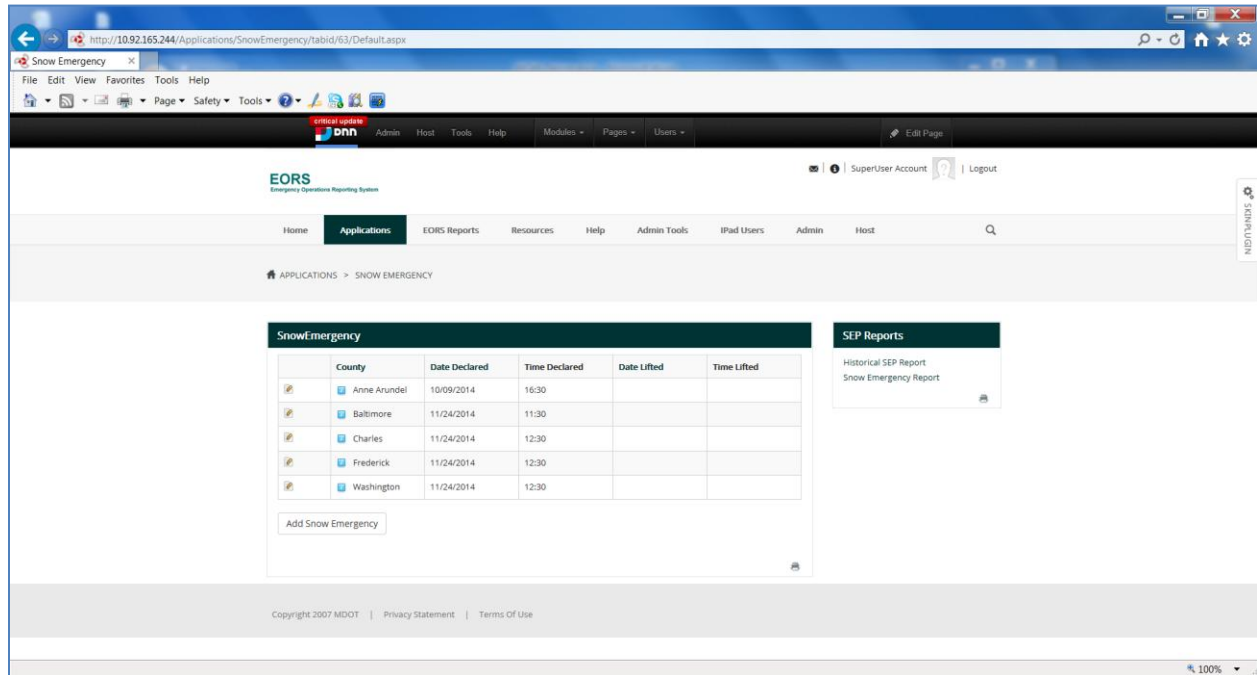 http://10.92.165.244/Applications/SnowEmergency/tabid/63/Default.aspx
Snow Emergency
File Edit View Favorites Tools Help
Page Safety Tools
critical update
DNN Admin Host Tools Help Modules Pages Users Edit Page
EORS
Emergency Operations Reporting System
SuperUser Account | Logout
SKINPLUGIN
Home Applications EORS Reports Resources Help Admin Tools IPad Users Admin Host
APPLICATIONS > SNOW EMERGENCY
SnowEmergency
County Date Declared Time Declared Date Lifted Time Lifted
Anne Arundel 10/09/2014 16:30
Baltimore 11/24/2014 11:30
Charles 11/24/2014 12:30
Frederick 11/24/2014 12:30
Washington 11/24/2014 12:30
Add Snow Emergency
SEP Reports
Historical SEP Report
Snow Emergency Report
Copyright 2007 MDOT | Privacy Statement | Terms Of Use
100%